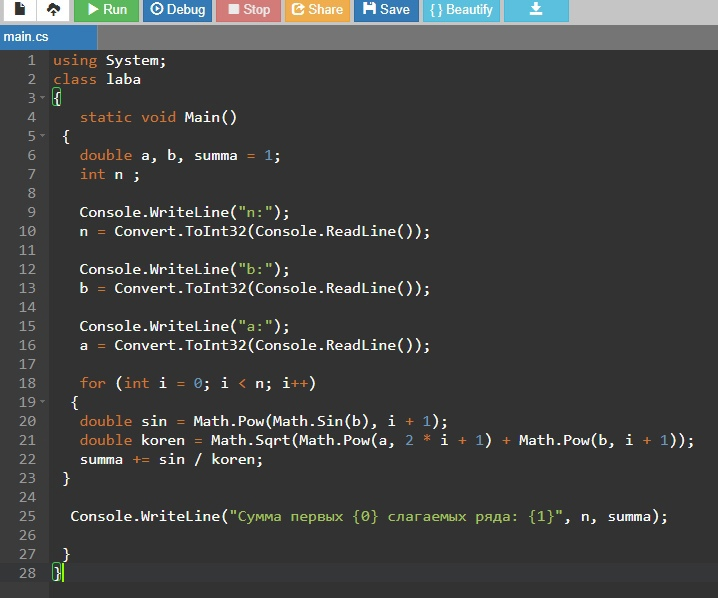 Run Debug Stop Share Save {} Beautify
main.cs
1 using System;
2 class laba
3 {
4 static void Main()
5 {
6 double a, b, summa = 1;
7 int n ;
8
9 Console.WriteLine("n:");
10 n = Convert.ToInt32(Console.ReadLine());
11
12 Console.WriteLine("b:");
13 b = Convert.ToInt32(Console.ReadLine());
14
15 Console.WriteLine("a:");
16 a = Convert.ToInt32(Console.ReadLine());
17
18 for (int i = 0; i < n; i++)
19 {
20 double sin = Math.Pow(Math.Sin(b), i + 1);
21 double koren = Math.Sqrt(Math.Pow(a, 2 * i + 1) + Math.Pow(b, i + 1));
22 summa += sin / koren;
23 }
24
25 Console.WriteLine("Сумма первых {0} слагаемых ряда: {1}", n, summa);
26
27 }
28 }